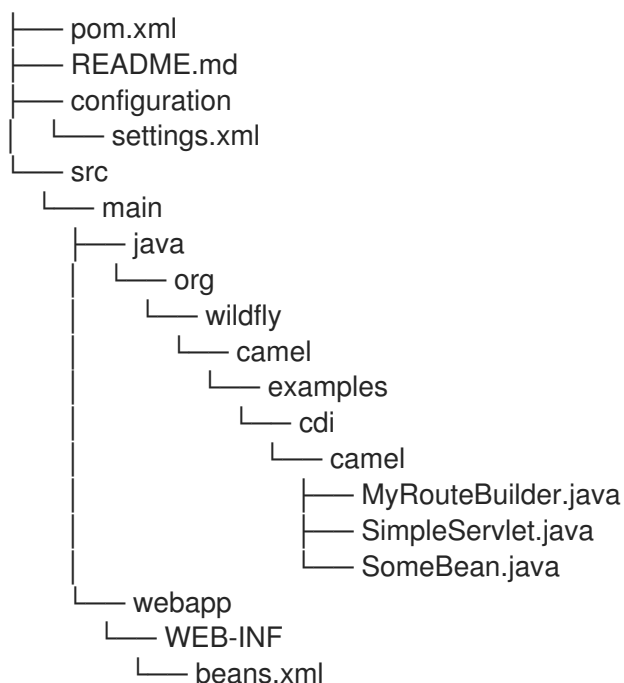 ├── pom.xml
├── README.md
├── configuration
│   └── settings.xml
└── src
    └── main
        ├── java
        │   └── org
        │       └── wildfly
        │           └── camel
        │               └── examples
        │                   └── cdi
        │                       └── camel
        │                           ├── MyRouteBuilder.java
        │                           ├── SimpleServlet.java
        │                           └── SomeBean.java
        └── webapp
            └── WEB-INF
                └── beans.xml